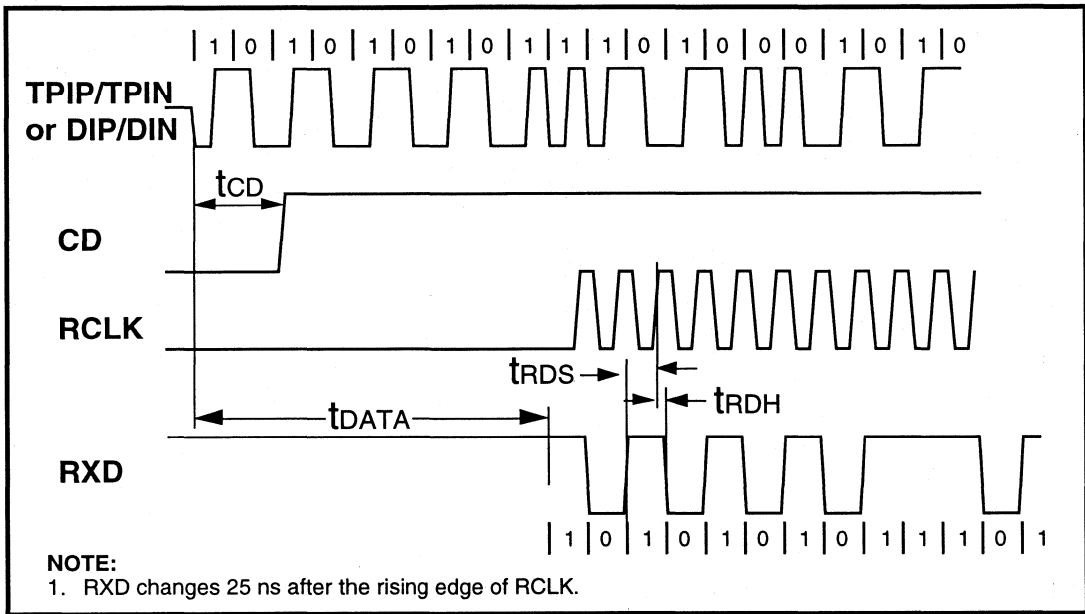 | 1 | 0 | 1 | 0 | 1 | 0 | 1 | 0 | 1 | 1 | 1 | 0 | 1 | 0 | 0 | 0 | 1 | 0 | 1 | 0
TPIP/TPIN
or DIP/DIN
tCD
CD
RCLK
tRDS
tRDH
tDATA
RXD
| 1 | 0 | 1 | 0 | 1 | 0 | 1 | 0 | 1 | 1 | 1 | 0 | 1
NOTE:
1. RXD changes 25 ns after the rising edge of RCLK.